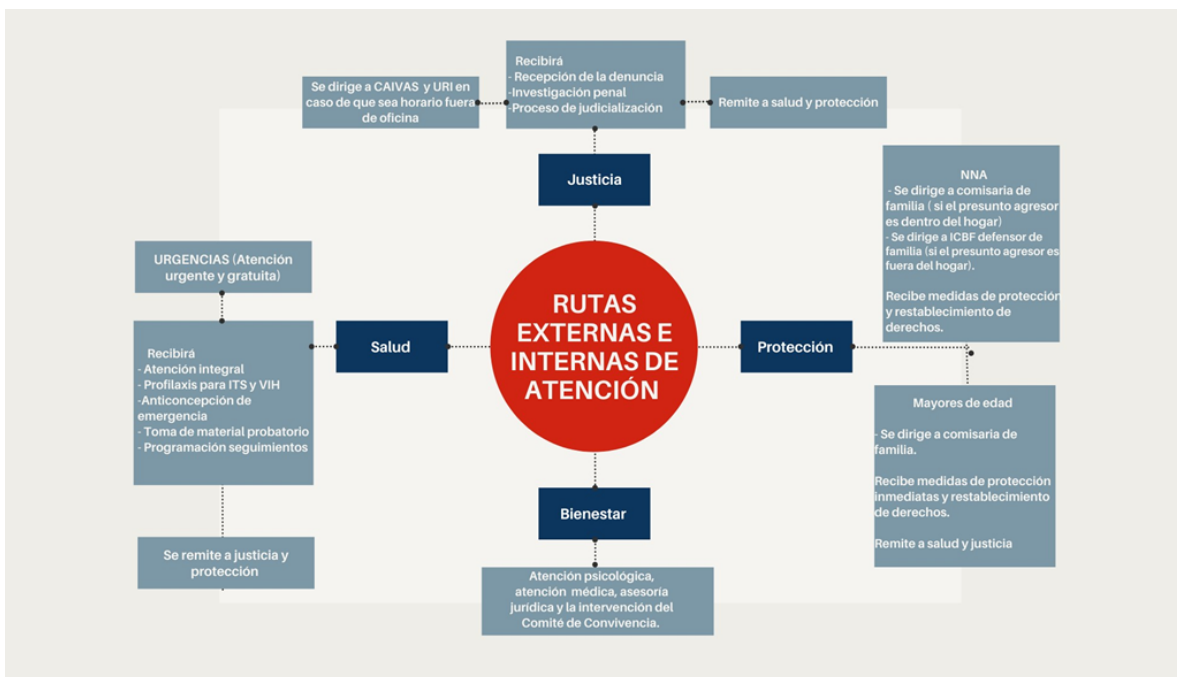 Recibirá
- Recepción de la denuncia
-Investigación penal
-Proceso de judicialización
Se dirige a CAIVAS y URI en
caso de que sea horario fuera
de oficina
Remite a salud y protección
Justicia
NNA
- Se dirige a comisaria de
familia ( si el presunto agresor
es dentro del hogar)
- Se dirige a ICBF defensor de
familia (si el presunto agresor es
fuera del hogar).
Recibe medidas de protección
y restablecimiento de
derechos.
URGENCIAS (Atención
urgente y gratuita)
RUTAS
EXTERNAS E
INTERNAS DE
ATENCIÓN
Salud
Protección
Recibirá
- Atención integral
- Profilaxis para ITS y VIH
-Anticoncepción de
emergencia
- Toma de material probatorio
- Programación seguimientos
Mayores de edad
- Se dirige a comisaria de
familia.
Recibe medidas de protección
inmediatas y restablecimiento
de derechos.
Remite a salud y justicia
Bienestar
Se remite a justicia y
protección
Atención psicológica,
atención médica, asesoría
jurídica y la intervención del
Comité de Convivencia.